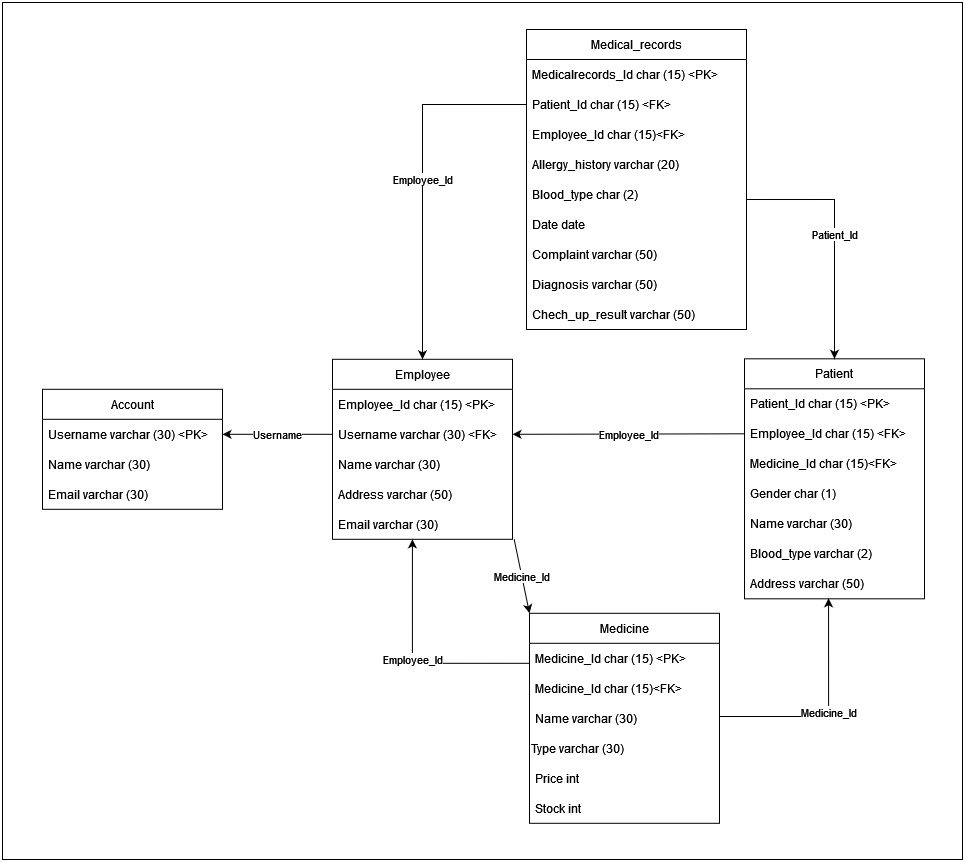 Medical_records
Medicalrecords_Id char (15) <PK>
Patient_Id char (15) <FK>
Employee_Id char (15)<FK>
Allergy_history varchar (20)
Blood_type char (2)
Date date
Complaint varchar (50)
Diagnosis varchar (50)
Chech_up_result varchar (50)
Employee_Id
Patient_Id
Account
Username varchar (30) <PK>
Name varchar (30)
Email varchar (30)
Username
Employee
Employee_Id char (15) <PK>
Username varchar (30) <FK>
Name varchar (30)
Address varchar (50)
Email varchar (30)
Employee_Id
Patient
Patient_Id char (15) <PK>
Employee_Id char (15) <FK>
Medicine_Id char (15)<FK>
Gender char (1)
Name varchar (30)
Blood_type varchar (2)
Address varchar (50)
Medicine_Id
Employee_Id
Medicine
Medicine_Id char (15) <PK>
Medicine_Id char (15)<FK>
Name varchar (30)
Type varchar (30)
Price int
Stock int
Medicine_Id